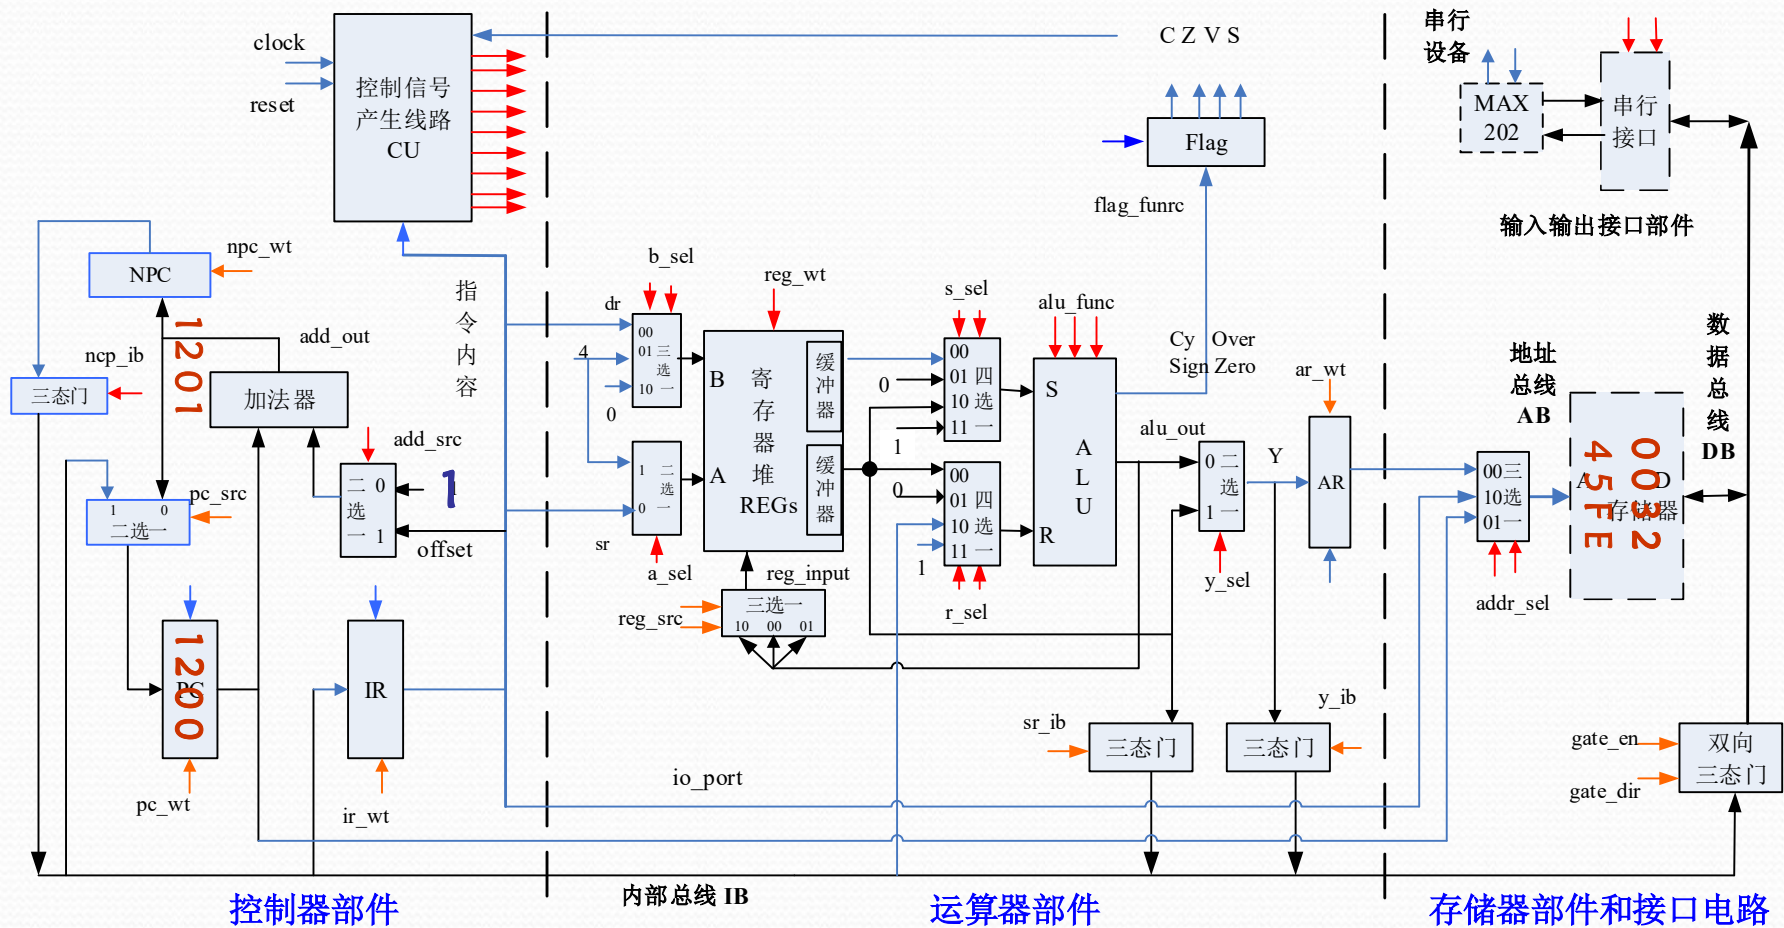 clock
reset
控制信号
产生线路
CU
C Z V S
Flag
flag_funrc
串行
设备
MAX
202
串行
接口
输入输出接口部件
NPC
npc_wt
ncp_ib
三态门
1201
add_out
加法器
add_src
1
二选一
0
1
offset
pc_src
1 0
二选一
PC
1200
pc_wt
IR
ir_wt
指令内容
dr
b_sel
00
01
10
三选一
4
0
1
0
二选一
sr
a_sel
reg_wt
B
A
寄存器堆
REGs
缓冲器
缓冲器
reg_input
三选一
10 00 01
reg_src
s_sel
00
01
10
11
四选一
0
1
00
01
10
11
四选一
0
1
r_sel
alu_func
S
R
ALU
Cy Over
Sign Zero
alu_out
0
1
二选一
y_sel
Y
ar_wt
AR
地址
总线
AB
数据总线
DB
00
10
01
三选一
addr_sel
A D
存储器
45FE
0032
sr_ib
三态门
三态门
y_ib
gate_en
gate_dir
双向
三态门
io_port
内部总线 IB
控制器部件
运算器部件
存储器部件和接口电路